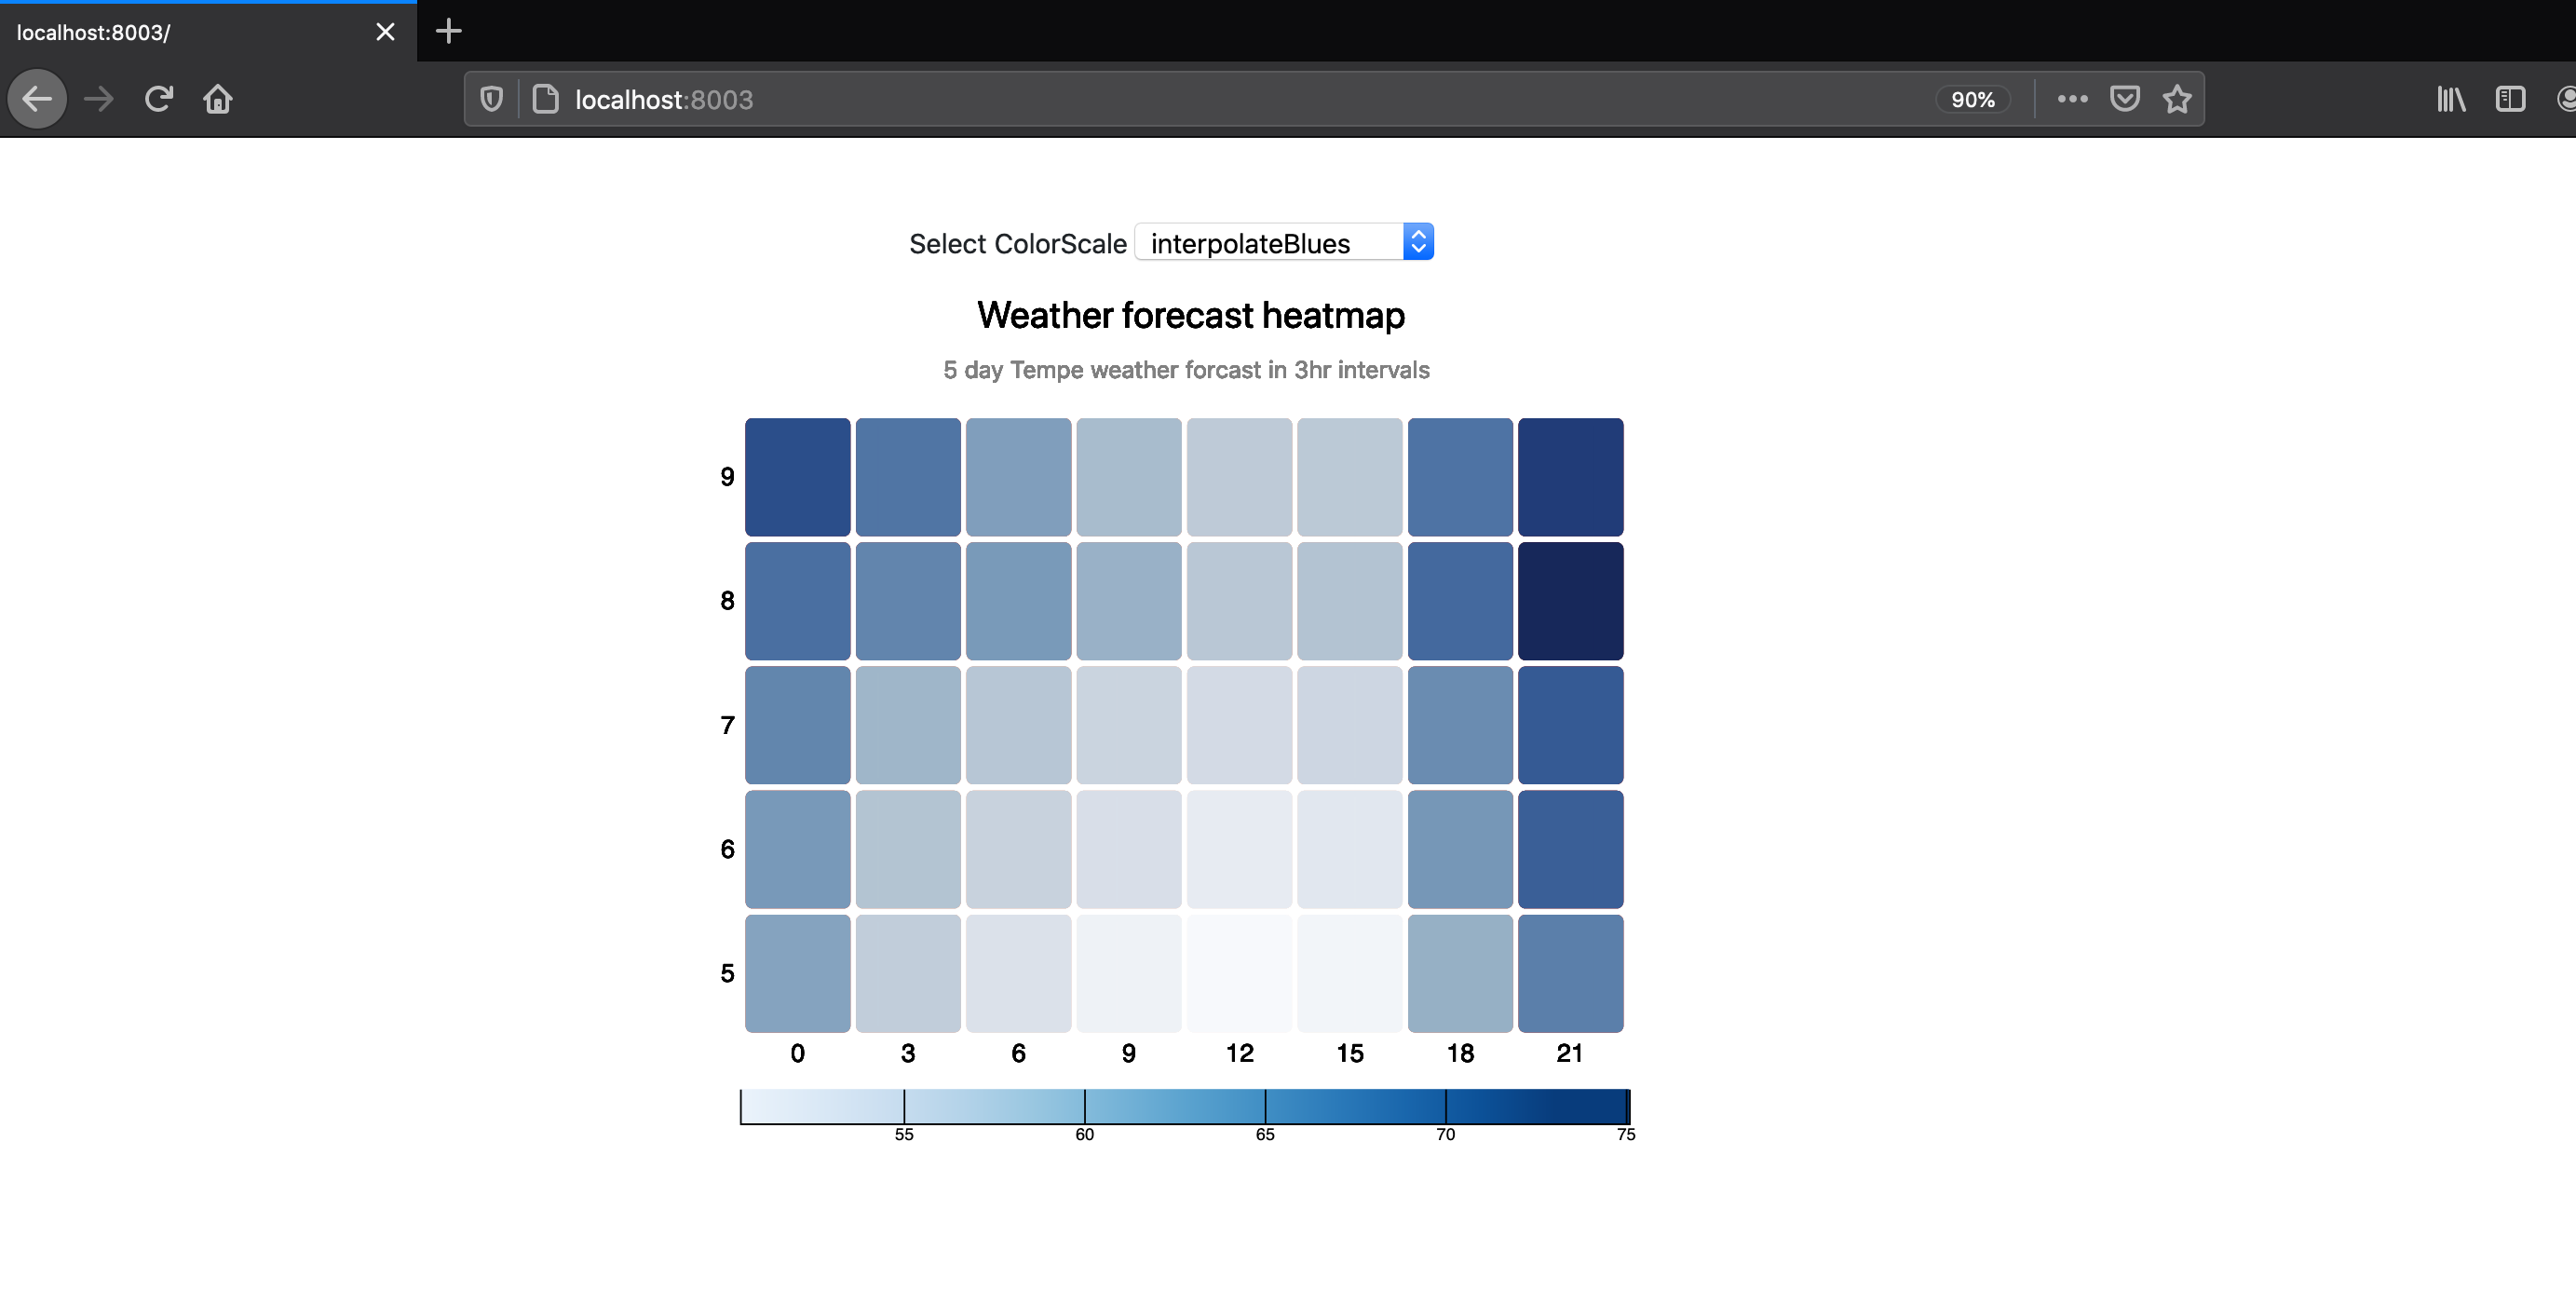 localhost:8003/
localhost:8003
90%
Select ColorScale interpolateBlues
Weather forecast heatmap
5 day Tempe weather forcast in 3hr intervals
9
8
7
6
5
0 3 6 9 12 15 18 21
55 60 65 70 75